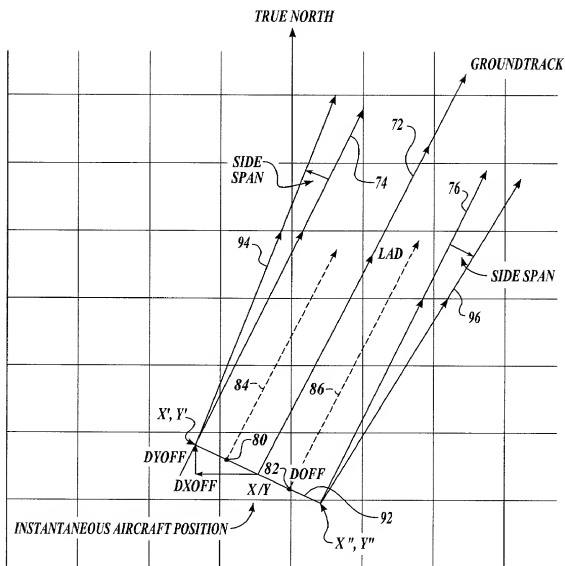 TRUE NORTH
GROUNDTRACK
72
SIDE
SPAN
74
76
94
LAD
SIDE SPAN
96
84
86
X', Y'
80
DYOFF
82
DOFF
DXOFF
X/Y
92
INSTANTANEOUS AIRCRAFT POSITION
X", Y"